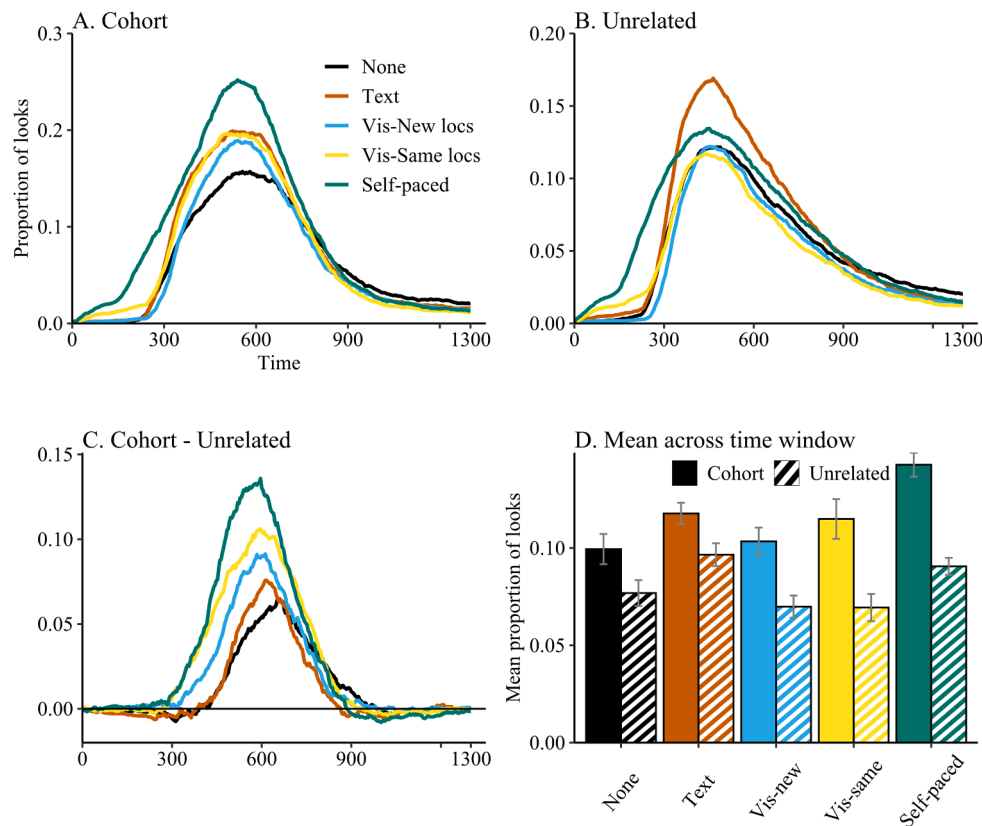 A. Cohort
0.3
0.2
0.1
0.0
Proportion of looks
None
Text
Vis-New locs
Vis-Same locs
Self-paced
0 300 600 900 1300
Time
B. Unrelated
0.20
0.15
0.10
0.05
0.00
0 300 600 900 1300
C. Cohort - Unrelated
0.15
0.10
0.05
0.00
0 300 600 900 1300
D. Mean across time window
Cohort Unrelated
Mean proportion of looks
0.10
0.05
0.00
None Text Vis-new Vis-same Self-paced